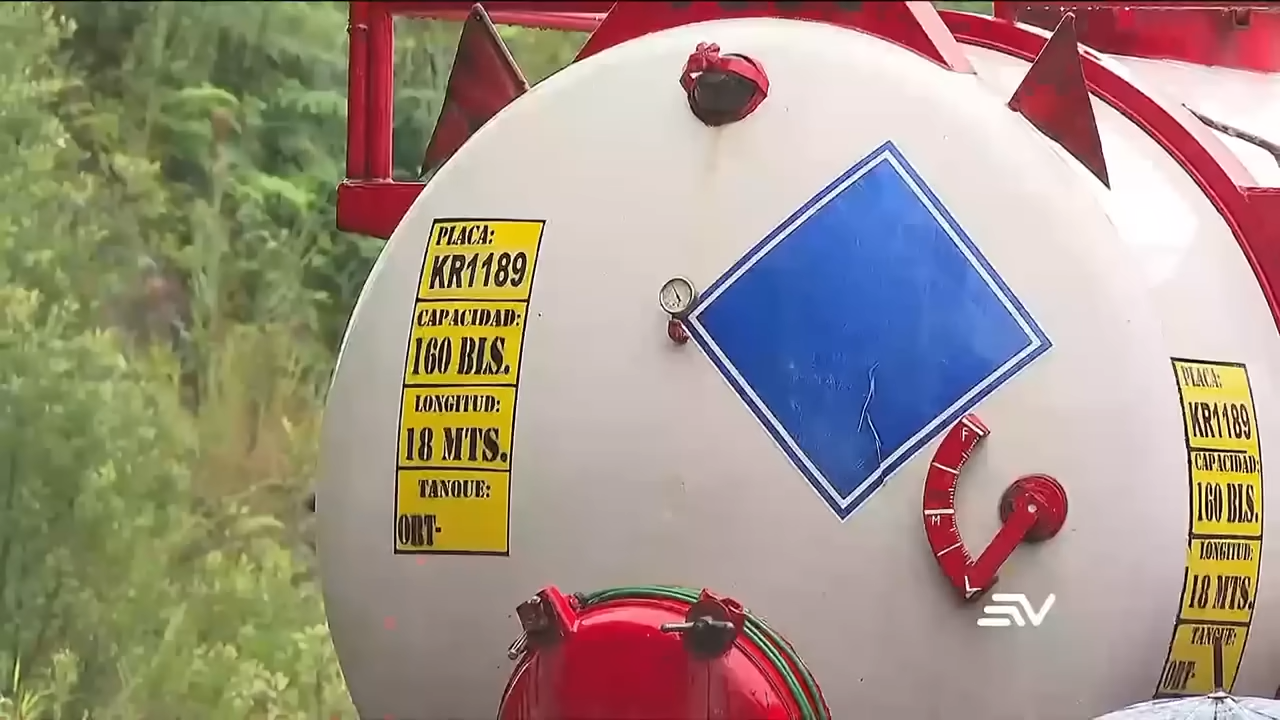 PLACA:
KR1189
CAPACIDAD:
160 BLS.
LONGITUD:
18 MTS.
TANQUE:
ORT-
F
M
L
PLACA:
KR1189
CAPACIDAD:
160 BLS.
LONGITUD:
18 MTS.
TANQUE:
ORT-